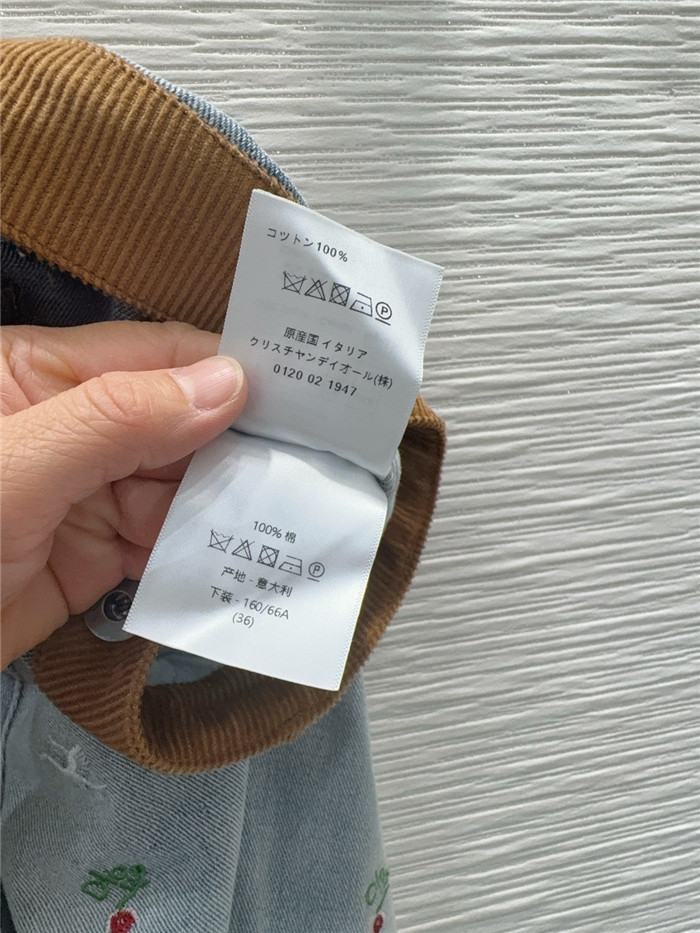 コットン100%
P
原産国 イタリア
クリスチャンディオール(株)
0120 02 1947
100% 棉
P
产地 - 意大利
下装 - 160/66A
(36)